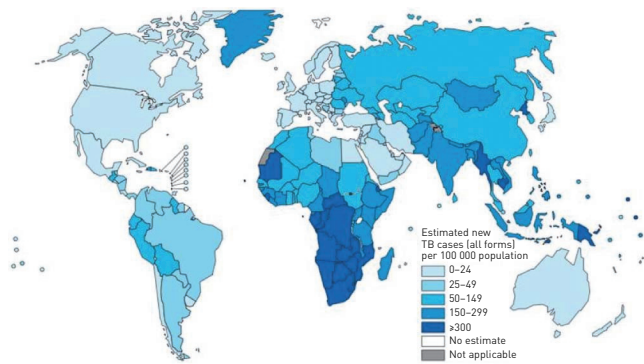 Estimated new
TB cases (all forms)
per 100 000 population
0–24
25–49
50–149
150–299
≥300
No estimate
Not applicable